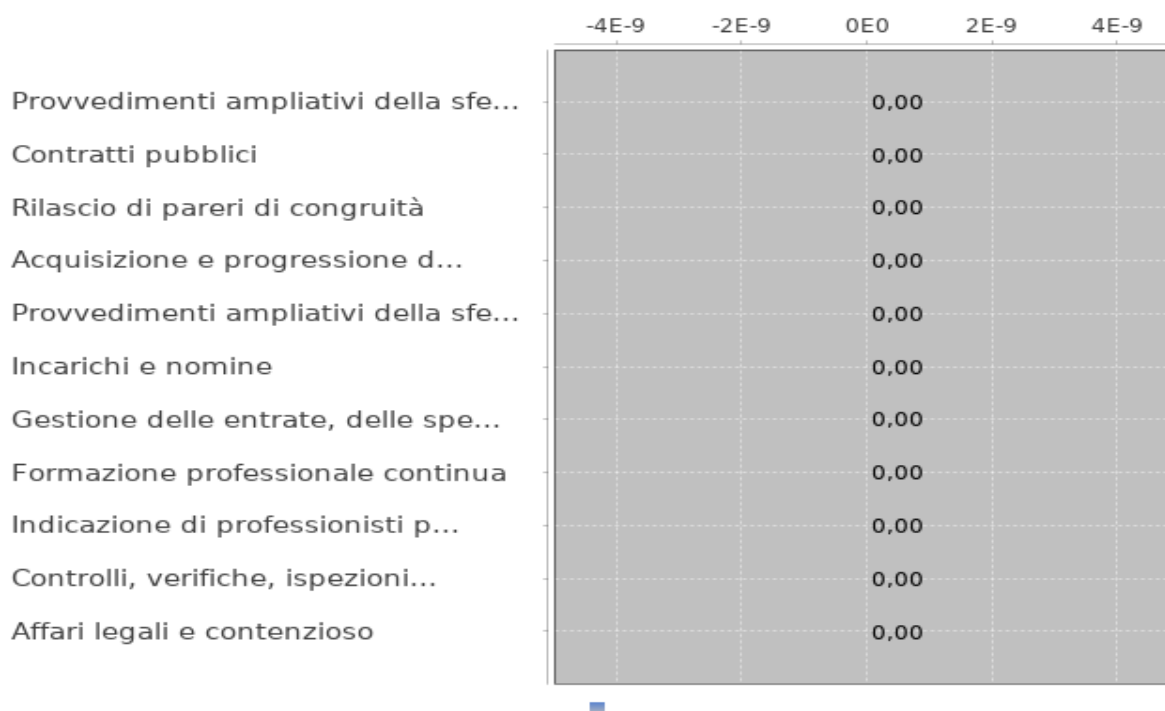 -4E-9 -2E-9 0E0 2E-9 4E-9
Provvedimenti ampliativi della sfe... 0,00
Contratti pubblici 0,00
Rilascio di pareri di congruità 0,00
Acquisizione e progressione d... 0,00
Provvedimenti ampliativi della sfe... 0,00
Incarichi e nomine 0,00
Gestione delle entrate, delle spe... 0,00
Formazione professionale continua 0,00
Indicazione di professionisti p... 0,00
Controlli, verifiche, ispezioni... 0,00
Affari legali e contenzioso 0,00